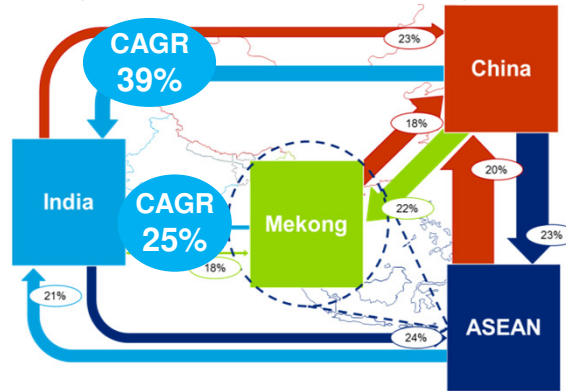 23%
CAGR
39%
China
18%
20%
India
CAGR
25%
Mekong
22%
18%
23%
21%
24%
ASEAN